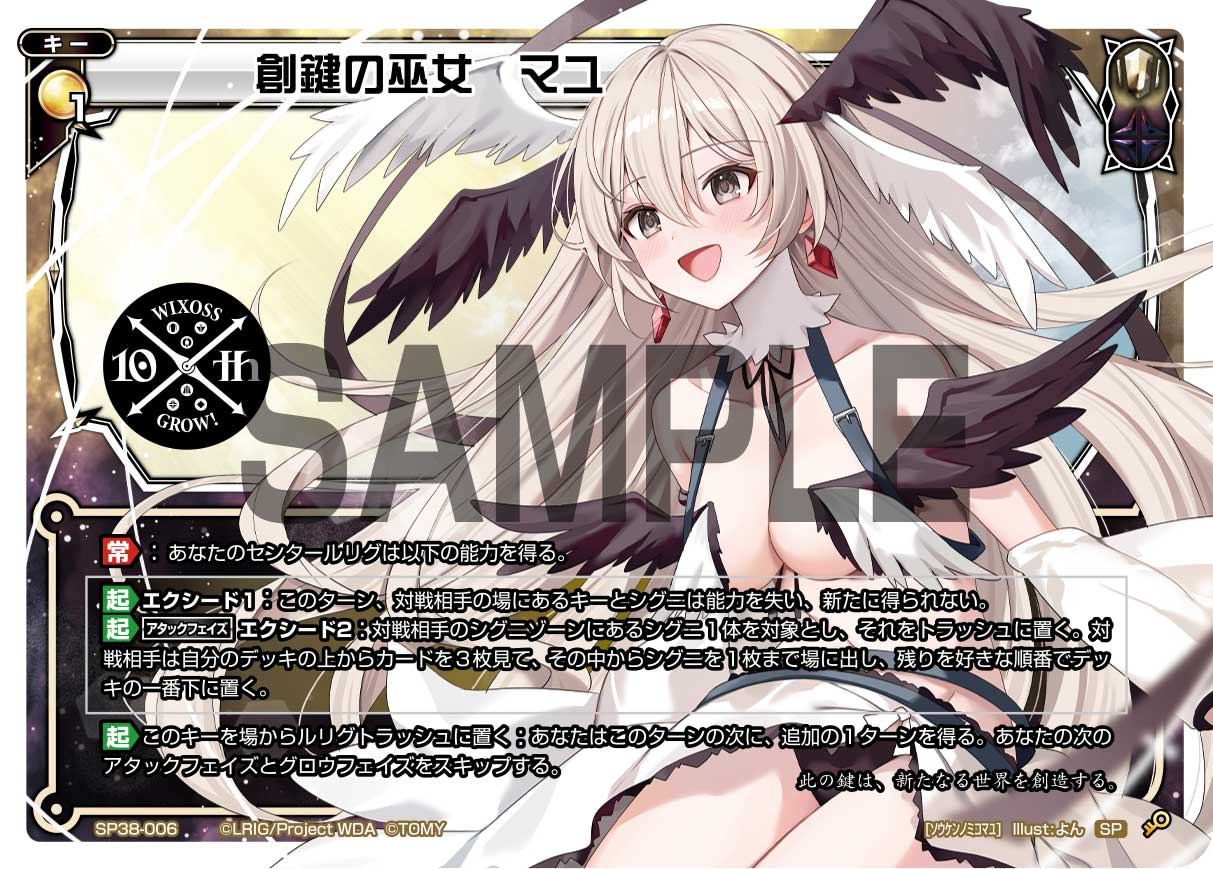 キー
創鍵の巫女 マユ
1
WIXOSS
10th
GROW!
SAMPLE
常：あなたのセンタールリグは以下の能力を得る。
起エクシード1：このターン、対戦相手の場にあるキーとシグニは能力を失い、新たに得られない。
起アタックフェイズエクシード2：対戦相手のシグニゾーンにあるシグニ1体を対象とし、それをトラッシュに置く。対
戦相手は自分のデッキの上からカードを3枚見て、その中からシグニを1枚まで場に出し、残りを好きな順番でデッ
キの一番下に置く。
起このキーを場からルリグトラッシュに置く：あなたはこのターンの次に、追加の1ターンを得る。あなたの次の
アタックフェイズとグロウフェイズをスキップする。
此の鍵は、新たなる世界を創造する。
SP38-006 ©LRIG/Project WDA ©TOMY [ソウケンノミコマユ] Illust:よん SP